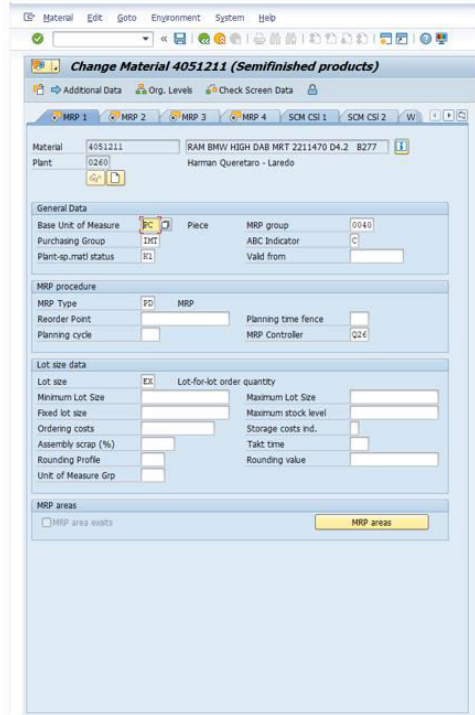 Material Edit Goto Environment System Help
Change Material 4051211 (Semifinished products)
Additional Data Org. Levels Check Screen Data
MRP 1 MRP 2 MRP 3 MRP 4 SCM CSI 1 SCM CSI 2 W
Material 4051211 RAM BMW HIGH DAB MRT 2211470 D4.2 B277
Plant 0260 Harman Queretaro - Laredo
General Data
Base Unit of Measure PC Piece MRP group 0040
Purchasing Group IMI ABC Indicator C
Plant-sp.matl status K1 Valid from
MRP procedure
MRP Type PD MRP
Reorder Point Planning time fence
Planning cycle MRP Controller Q26
Lot size data
Lot size EX Lot-for-lot order quantity
Minimum Lot Size Maximum Lot Size
Fixed lot size Maximum stock level
Ordering costs Storage costs ind.
Assembly scrap (%) Takt time
Rounding Profile Rounding value
Unit of Measure Grp
MRP areas
MRP area exists MRP areas